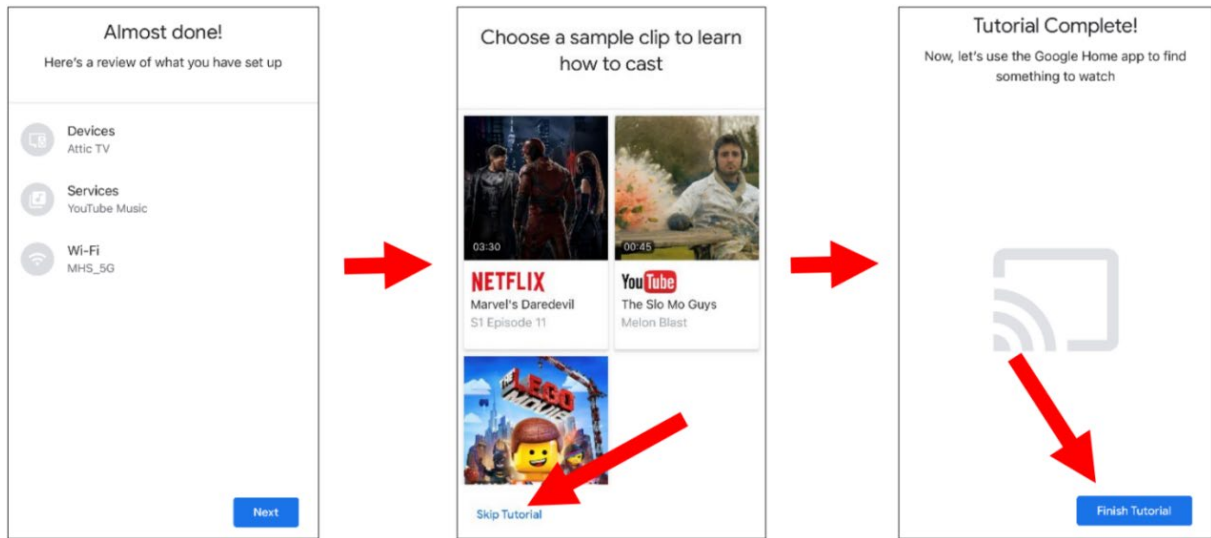 Almost done!
Here's a review of what you have set up
Devices
Attic TV
Services
YouTube Music
Wi-Fi
MHS_5G
Next
Choose a sample clip to learn
how to cast
03:30
NETFLIX
Marvel's Daredevil
S1 Episode 11
00:45
YouTube
The Slo Mo Guys
Melon Blast
THE
LEGO
MOVIE
Skip Tutorial
Tutorial Complete!
Now, let's use the Google Home app to find
something to watch
Finish Tutorial